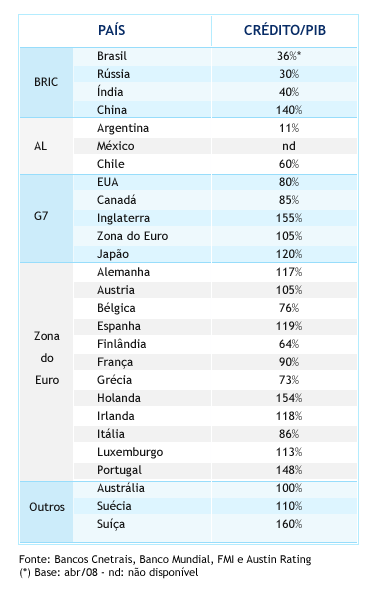 PAÍS CRÉDITO/PIB
BRIC
Brasil 36%*
Rússia 30%
Índia 40%
China 140%
AL
Argentina 11%
México nd
Chile 60%
G7
EUA 80%
Canadá 85%
Inglaterra 155%
Zona do Euro 105%
Japão 120%
Zona
do
Euro
Alemanha 117%
Austria 105%
Bélgica 76%
Espanha 119%
Finlândia 64%
França 90%
Grécia 73%
Holanda 154%
Irlanda 118%
Itália 86%
Luxemburgo 113%
Portugal 148%
Outros
Austrália 100%
Suécia 110%
Suíça 160%
Fonte: Bancos Cnetrais, Banco Mundial, FMI e Austin Rating
(*) Base: abr/08 - nd: não disponível